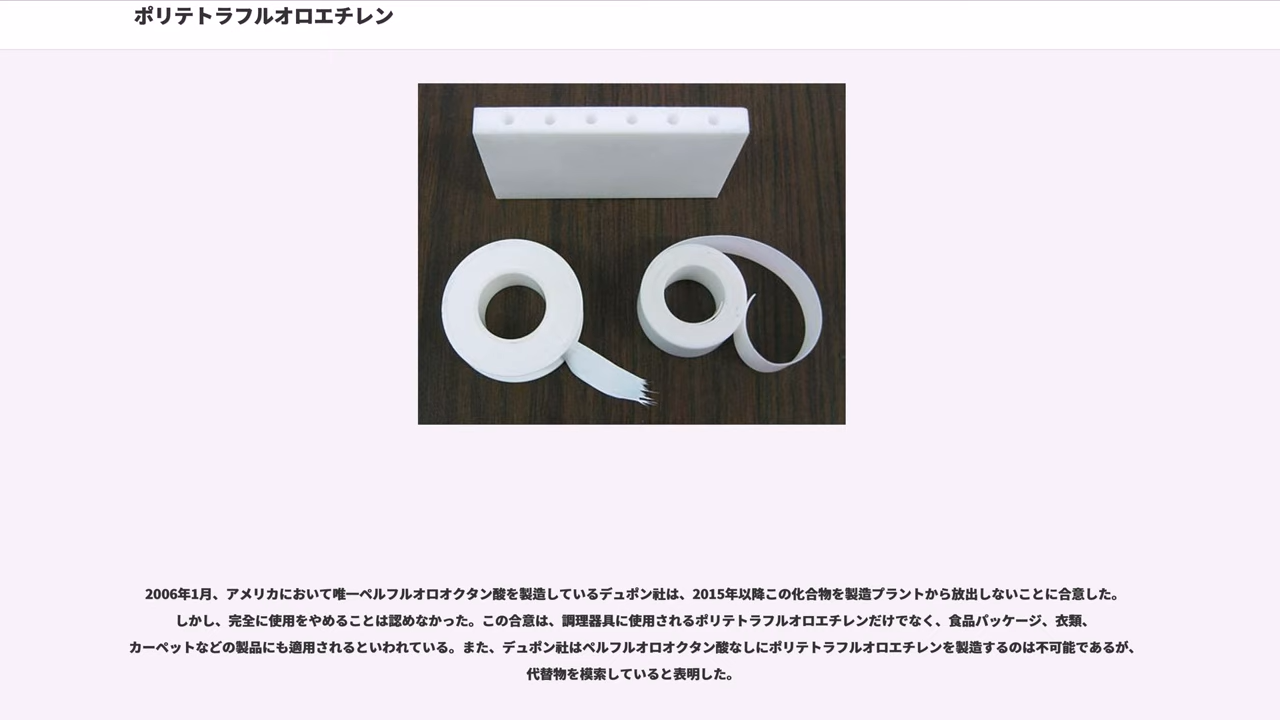 ポリテトラフルオロエチレン
2006年1月、アメリカにおいて唯一ペルフルオロオクタン酸を製造しているデュポン社は、2015年以降この化合物を製造プラントから放出しないことに合意した。
しかし、完全に使用をやめることは認めなかった。この合意は、調理器具に使用されるポリテトラフルオロエチレンだけでなく、食品パッケージ、衣類、
カーペットなどの製品にも適用されるといわれている。また、デュポン社はペルフルオロオクタン酸なしにポリテトラフルオロエチレンを製造するのは不可能であるが、
代替物を模索していると表明した。